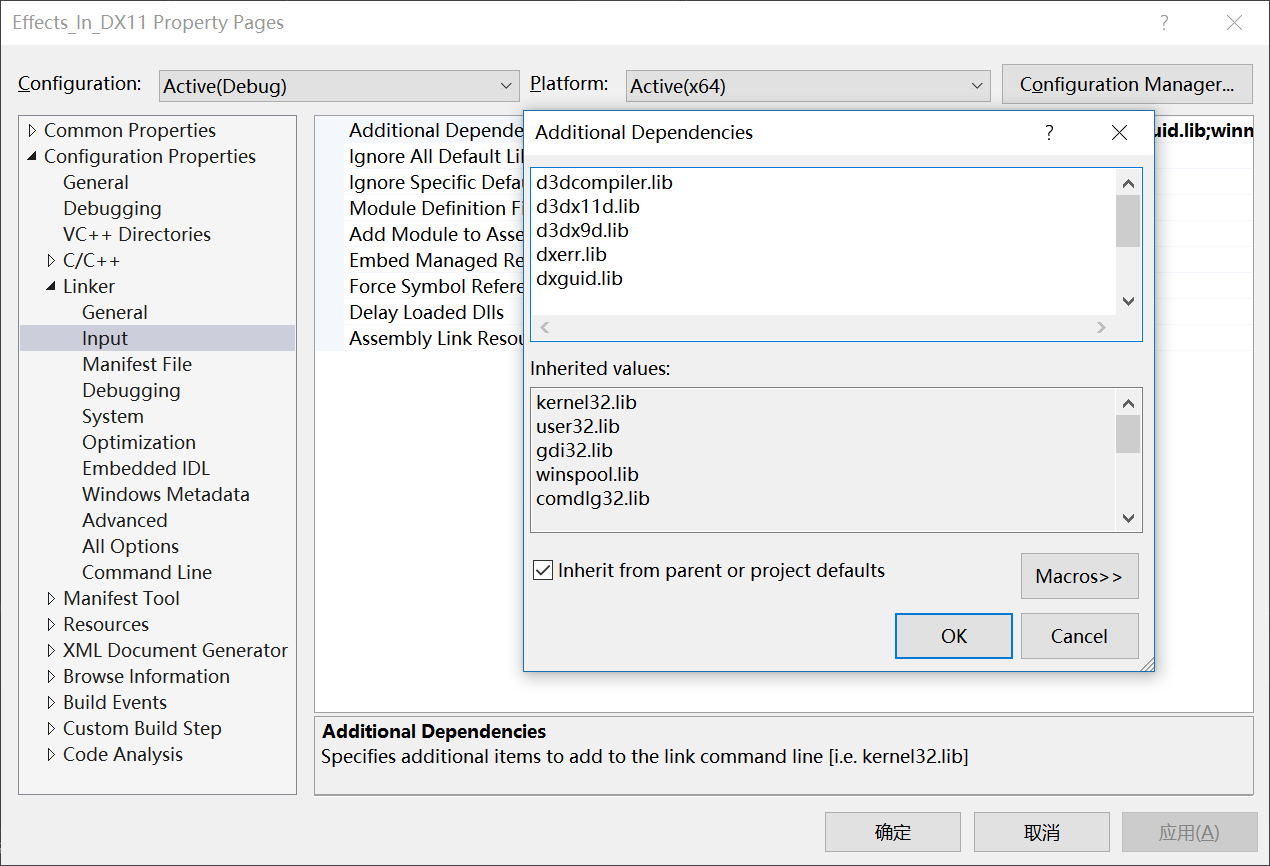 Effects_In_DX11 Property Pages
?
Configuration:
Active(Debug)
Platform:
Active(x64)
Configuration Manager...
Common Properties
Configuration Properties
General
Debugging
VC++ Directories
C/C++
Linker
General
Input
Manifest File
Debugging
System
Optimization
Embedded IDL
Windows Metadata
Advanced
All Options
Command Line
Manifest Tool
Resources
XML Document Generator
Browse Information
Build Events
Custom Build Step
Code Analysis
Additional Depende
uid.lib;winn
Ignore All Default Li
Ignore Specific Defa
Module Definition Fi
Add Module to Asse
Embed Managed Re
Force Symbol Refere
Delay Loaded Dlls
Assembly Link Resou
Additional Dependencies
?
d3dcompiler.lib
d3dx11d.lib
d3dx9d.lib
dxerr.lib
dxguid.lib
Inherited values:
kernel32.lib
user32.lib
gdi32.lib
winspool.lib
comdlg32.lib
Inherit from parent or project defaults
Macros>>
OK
Cancel
Additional Dependencies
Specifies additional items to add to the link command line [i.e. kernel32.lib]
确定
取消
应用(A)